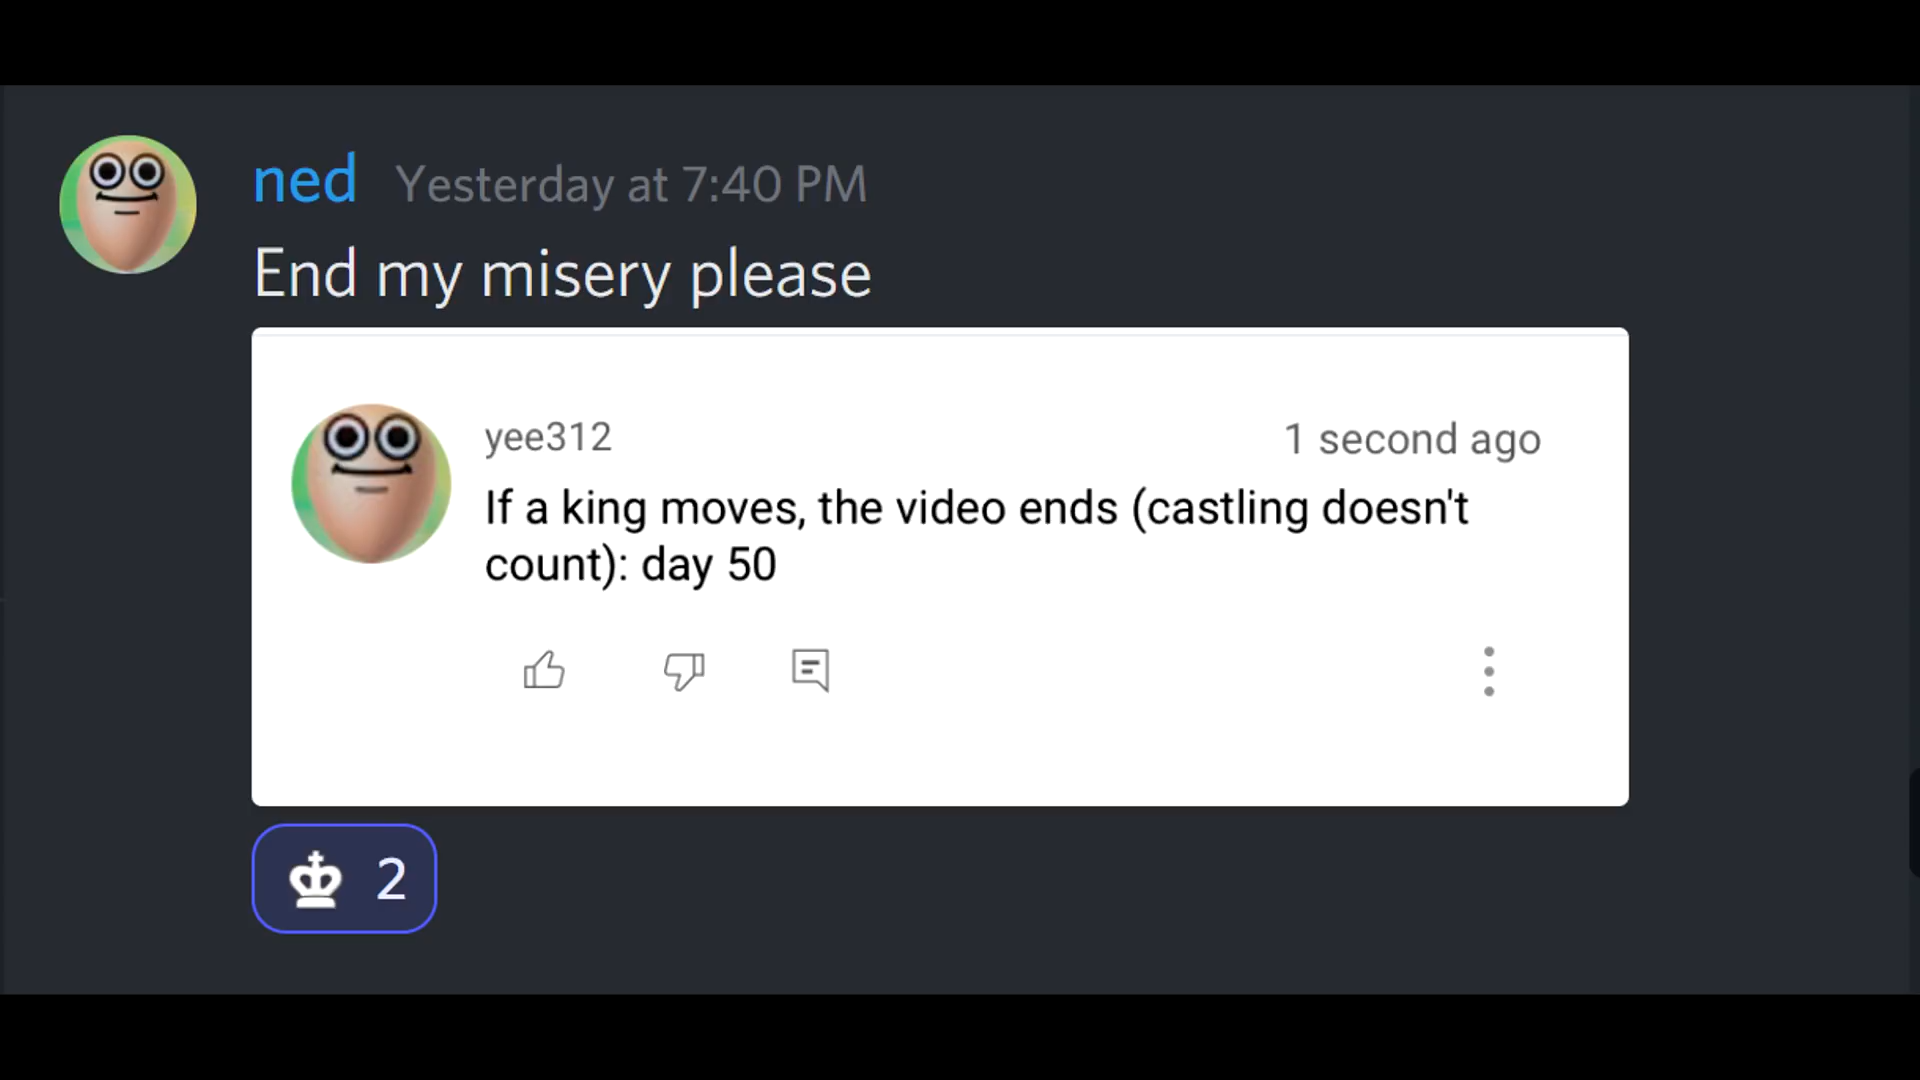 ned Yesterday at 7:40 PM
End my misery please
yee312 1 second ago
If a king moves, the video ends (castling doesn't
count): day 50
2